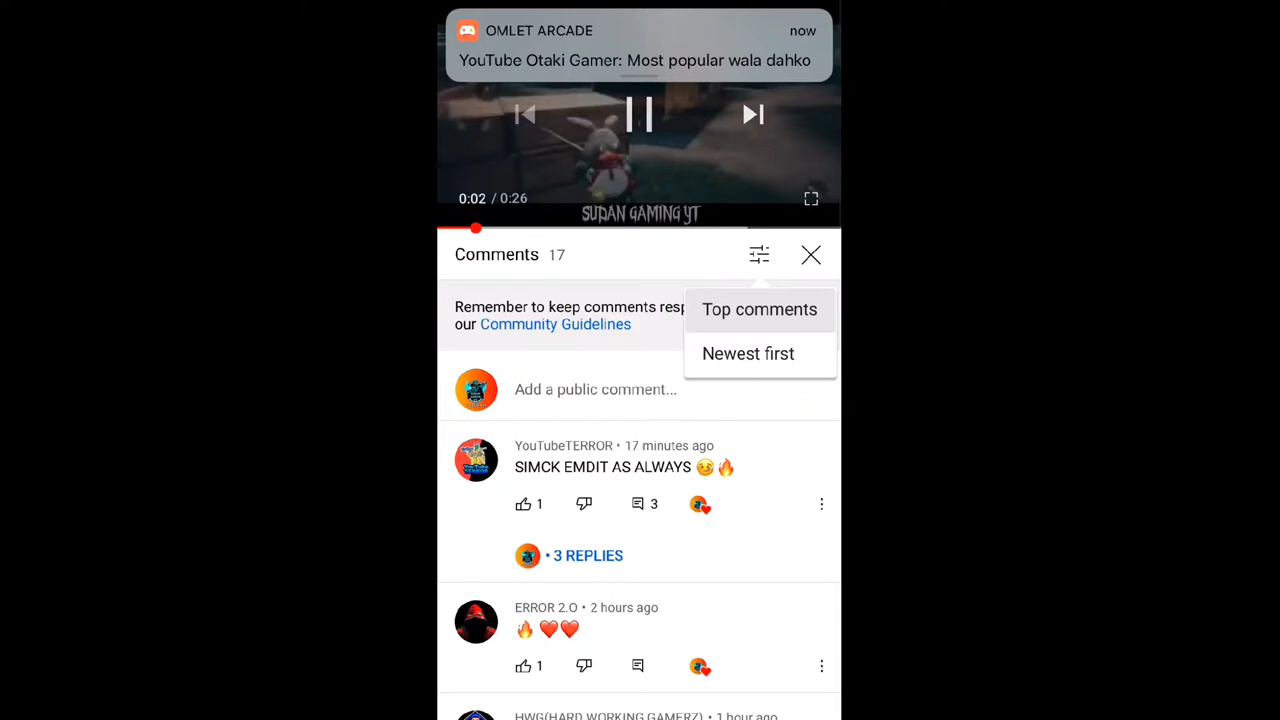 OMLET ARCADE now
YouTube Otaki Gamer: Most popular wala dahko
0:02 / 0:26
SUDAN GAMING YT
Comments 17
Remember to keep comments resp
our Community Guidelines
Top comments
Newest first
Add a public comment...
YouTubeTERROR • 17 minutes ago
SIMCK EMDIT AS ALWAYS 🥴🔥
1 3
• 3 REPLIES
ERROR 2.O • 2 hours ago
🔥 ❤️❤️
1
HWG(HARD WORKING GAMERZ) • 1 hour ago